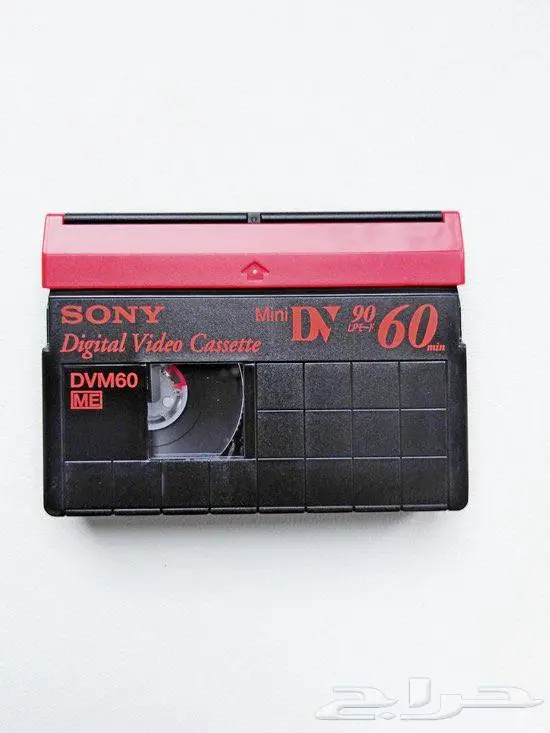 SONY
Digital Video Cassette
Mini DV 90 60 min
LPモード
DVM60
ME
حراج